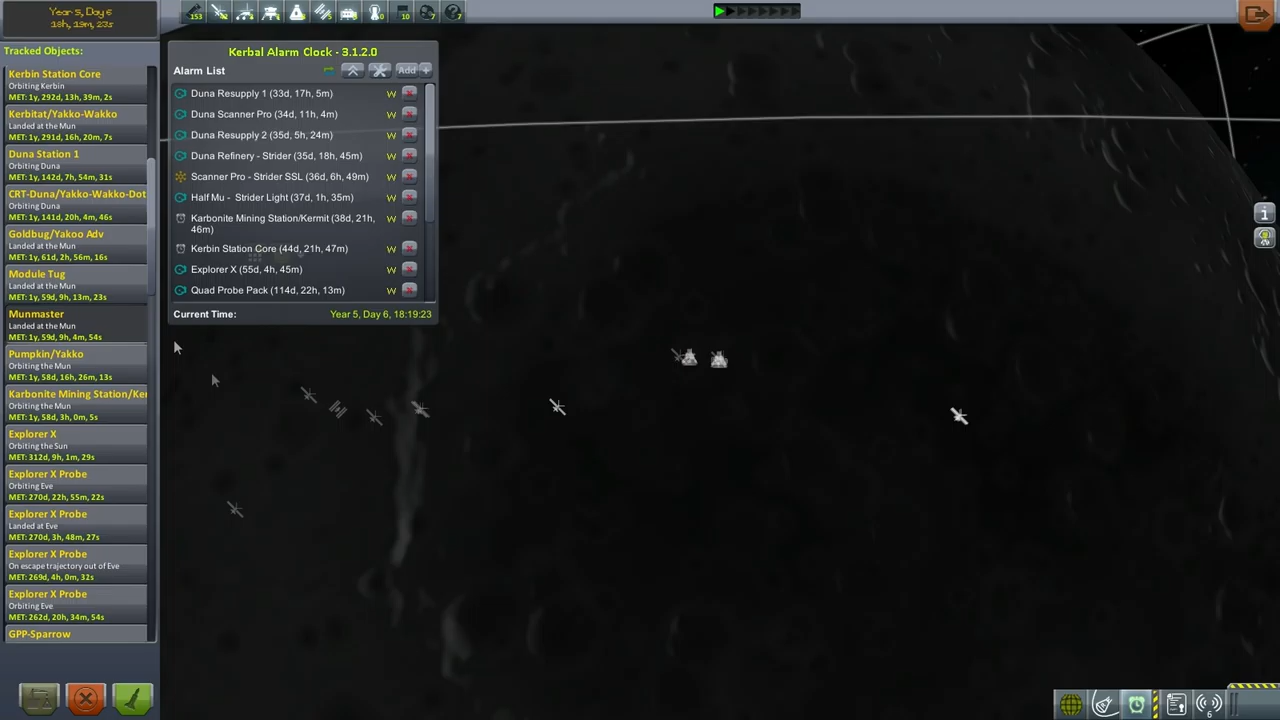 Year 5, Day 6
18h, 19m, 23s
153
5
0
10
7
7
Tracked Objects:
Kerbin Station Core
Orbiting Kerbin
MET: 1y, 292d, 13h, 39m, 2s
Kerbitat/Yakko-Wakko
Landed at the Mun
MET: 1y, 291d, 16h, 20m, 7s
Duna Station 1
Orbiting Duna
MET: 1y, 142d, 7h, 54m, 31s
CRT-Duna/Yakko-Wakko-Dot
Orbiting Duna
MET: 1y, 141d, 20h, 4m, 46s
Goldbug/Yakoo Adv
Landed at the Mun
MET: 1y, 61d, 2h, 56m, 16s
Module Tug
Landed at the Mun
MET: 1y, 59d, 9h, 13m, 23s
Munmaster
Landed at the Mun
MET: 1y, 59d, 9h, 4m, 54s
Pumpkin/Yakko
Orbiting the Mun
MET: 1y, 58d, 16h, 26m, 13s
Karbonite Mining Station/Ker
Orbiting the Mun
MET: 1y, 58d, 3h, 0m, 5s
Explorer X
Orbiting the Sun
MET: 312d, 9h, 1m, 29s
Explorer X Probe
Orbiting Eve
MET: 270d, 22h, 55m, 22s
Explorer X Probe
Landed at Eve
MET: 270d, 3h, 48m, 27s
Explorer X Probe
On escape trajectory out of Eve
MET: 269d, 4h, 0m, 32s
Explorer X Probe
Orbiting Eve
MET: 262d, 20h, 34m, 54s
GPP-Sparrow
Kerbal Alarm Clock - 3.1.2.0
Alarm List
Add +
Duna Resupply 1 (33d, 17h, 5m) W
Duna Scanner Pro (34d, 11h, 4m) W
Duna Resupply 2 (35d, 5h, 24m) W
Duna Refinery - Strider (35d, 18h, 45m) W
Scanner Pro - Strider SSL (36d, 6h, 49m) W
Half Mu - Strider Light (37d, 1h, 35m) W
Karbonite Mining Station/Kermit (38d, 21h, W
46m)
Kerbin Station Core (44d, 21h, 47m) W
Explorer X (55d, 4h, 45m) W
Quad Probe Pack (114d, 22h, 13m) W
Current Time: Year 5, Day 6, 18:19:23
6